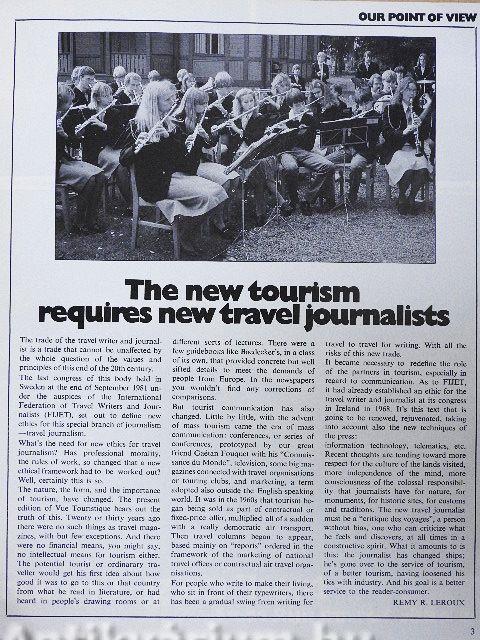 OUR POINT OF VIEW
The new tourism
requires new travel journalists
The trade of the travel writer and journal-
ist is a trade that cannot be unaffected by
the whole question of the values and
principles of this end of the 20th century.
The last congress of this body held in
Sweden at the end of September 1981 un-
der the auspices of the International
Federation of Travel Writers and Jour-
nalists (FIJET), set out to define new
ethics for this special branch of journalism
—travel journalism.
What's the need for new ethics for travel
journalism? Has professional morality,
the rules of work, so changed that a new
ethical framework had to be worked out?
Well, certainly this is so.
The nature, the form, and the importance
of tourism, have changed. The present
edition of Vue Touristique bears out the
truth of this. Twenty or thirty years ago
there were no such things as travel maga-
zines, with but few exceptions. And there
were no financial means, you might say,
no intellectual means for tourism either.
The potential tourist or ordinary tra-
veller would get his first idea about how
good it was to go to this or that country
from what he read in literature, or had
heard in people's drawing rooms or at
different sorts of lectures. There were a
few guidebooks like Baedeker's, in a class
of its own, that provided concrete but well
sifted details to meet the demands of
people from Europe. In the newspapers
you wouldn't find any corrections of
comparisons.
But tourist communication has also
changed. Little by little, with the advent
of mass tourism came the era of mass
communication: conferences, or series of
conferences, prototyped by our great
friend Gaétan Fouquet with his "Connais-
sance du Monde", television, some big ma-
gazines connected with travel organisations
or touring clubs, and marketing, a term
adopted also outside the English-speaking
world. It was in the 1960s that tourism be-
gan being sold as part of contractual or
fixed-price offer, multiplied all of a sudden
with a really democratic air transport.
Then travel columns began to appear,
based mainly on "reports" ordered in the
framework of the marketing of national
travel offices or contractual air travel orga-
nisations.
For people who write to make their living,
who sit in front of their typewriters, there
has been a gradual swing from writing for
travel to travel for writing. With all the
risks of this new trade.
It became necessary to redefine the role
of the partners in tourism, especially in
regard to communication. As to FIJET,
it had already established an ethic for the
travel writer and journalist at its congress
in Ireland in 1968. It's this text that is
going to be renewed, rejuvenated, taking
into account also the new techniques of
the press:
information technology, telematics, etc.
Recent thoughts are tending toward more
respect for the culture of the lands visited,
more independence of the mind, more
consciousness of the colossal responsibil-
ity that journalists have for nature, for
monuments, for historic sites, for customs
and traditions. The new travel journalist
must be a "critique des voyages", a person
without bias, one who can criticize what
he feels and discovers, at all times in a
constructive spirit. What it amounts to is
this: the journalist has changed ships;
he's gone over to the service of tourism,
of a better tourism, having loosened his
ties with industry. And his goal is a better
service to the reader-consumer.
REMY R. LEROUX
3